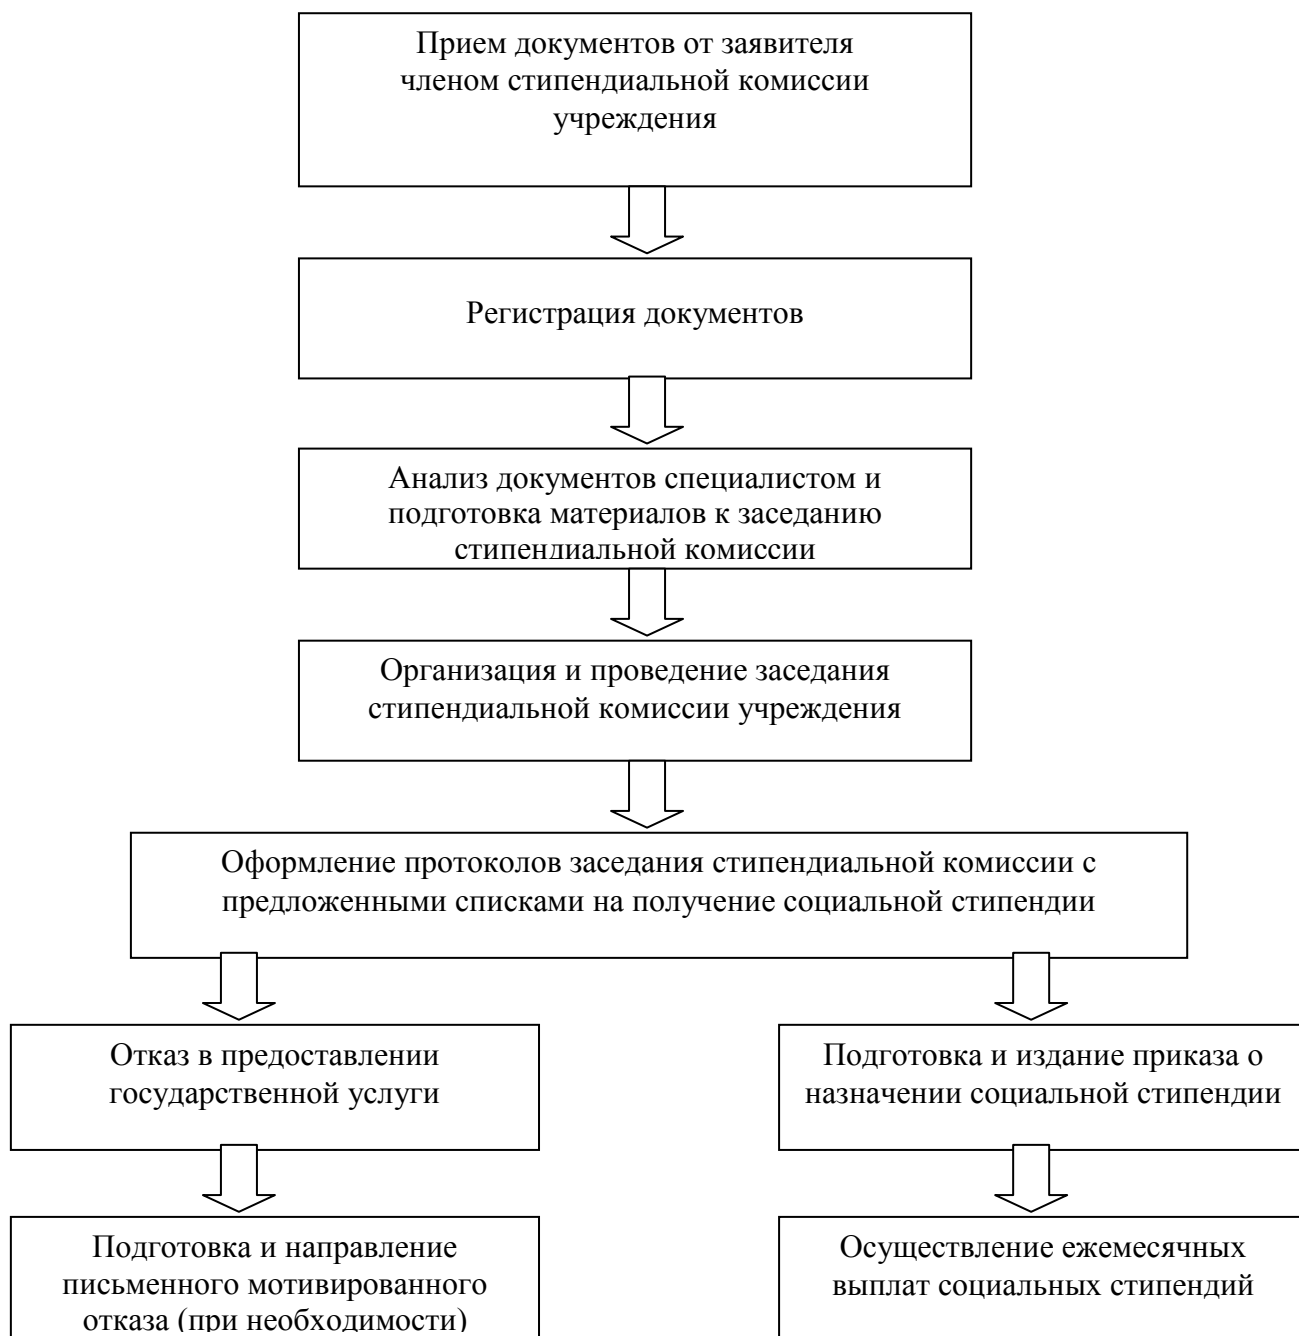 Прием документов от заявителя
членом стипендиальной комиссии
учреждения
Регистрация документов
Анализ документов специалистом и
подготовка материалов к заседанию
стипендиальной комиссии
Организация и проведение заседания
стипендиальной комиссии учреждения
Оформление протоколов заседания стипендиальной комиссии с
предложенными списками на получение социальной стипендии
Отказ в предоставлении
государственной услуги
Подготовка и издание приказа о
назначении социальной стипендии
Подготовка и направление
письменного мотивированного
отказа (при необходимости)
Осуществление ежемесячных
выплат социальных стипендий